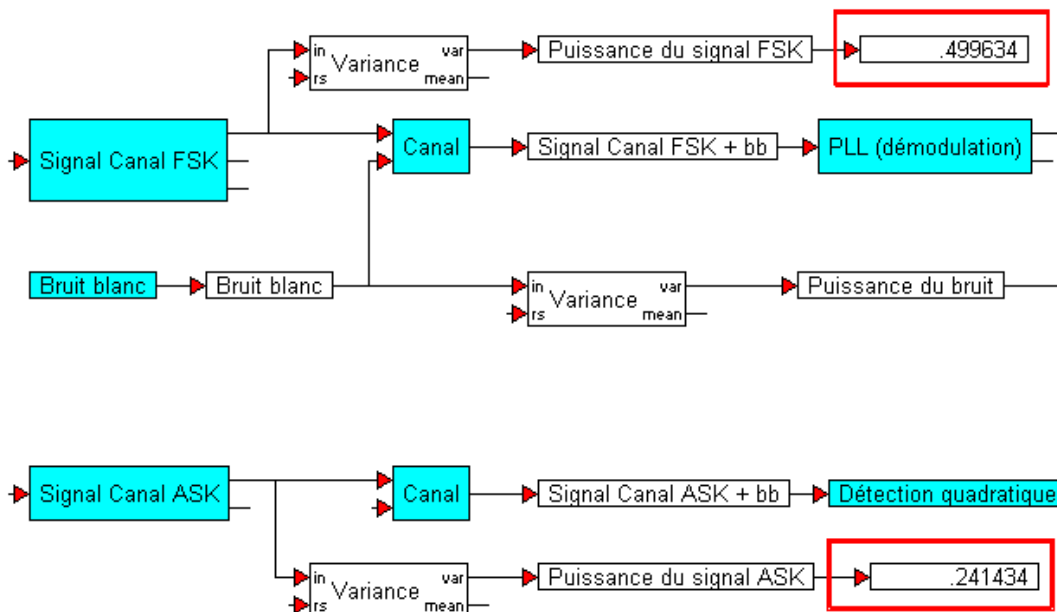 in Variance var
rs mean
Puissance du signal FSK
.499634
Signal Canal FSK
Canal
Signal Canal FSK + bb
PLL (démodulation)
Bruit blanc
Bruit blanc
in Variance var
rs mean
Puissance du bruit
Signal Canal ASK
Canal
Signal Canal ASK + bb
Détection quadratique
in Variance var
rs mean
Puissance du signal ASK
.241434